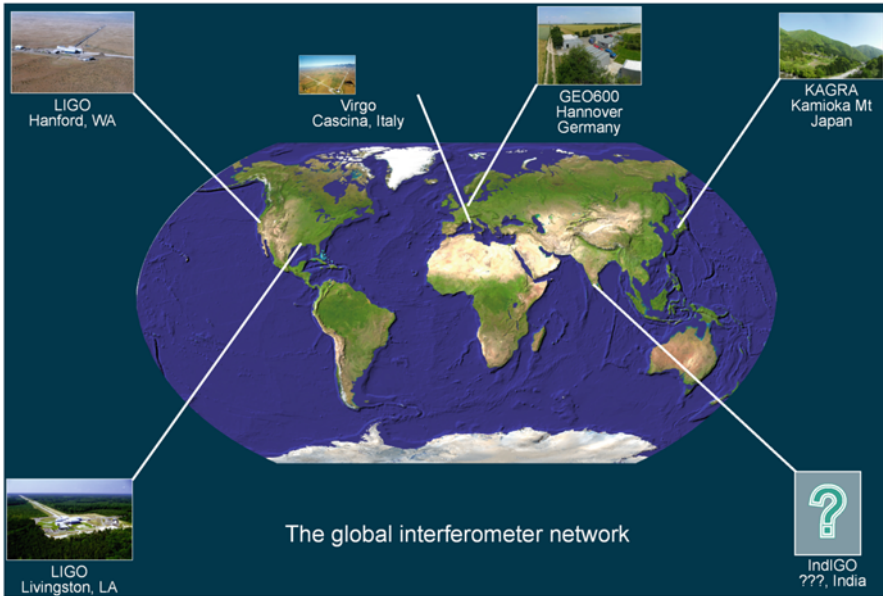 LIGO
Hanford, WA
Virgo
Cascina, Italy
GEO600
Hannover
Germany
KAGRA
Kamioka Mt
Japan
LIGO
Livingston, LA
The global interferometer network
?
IndIGO
???, India